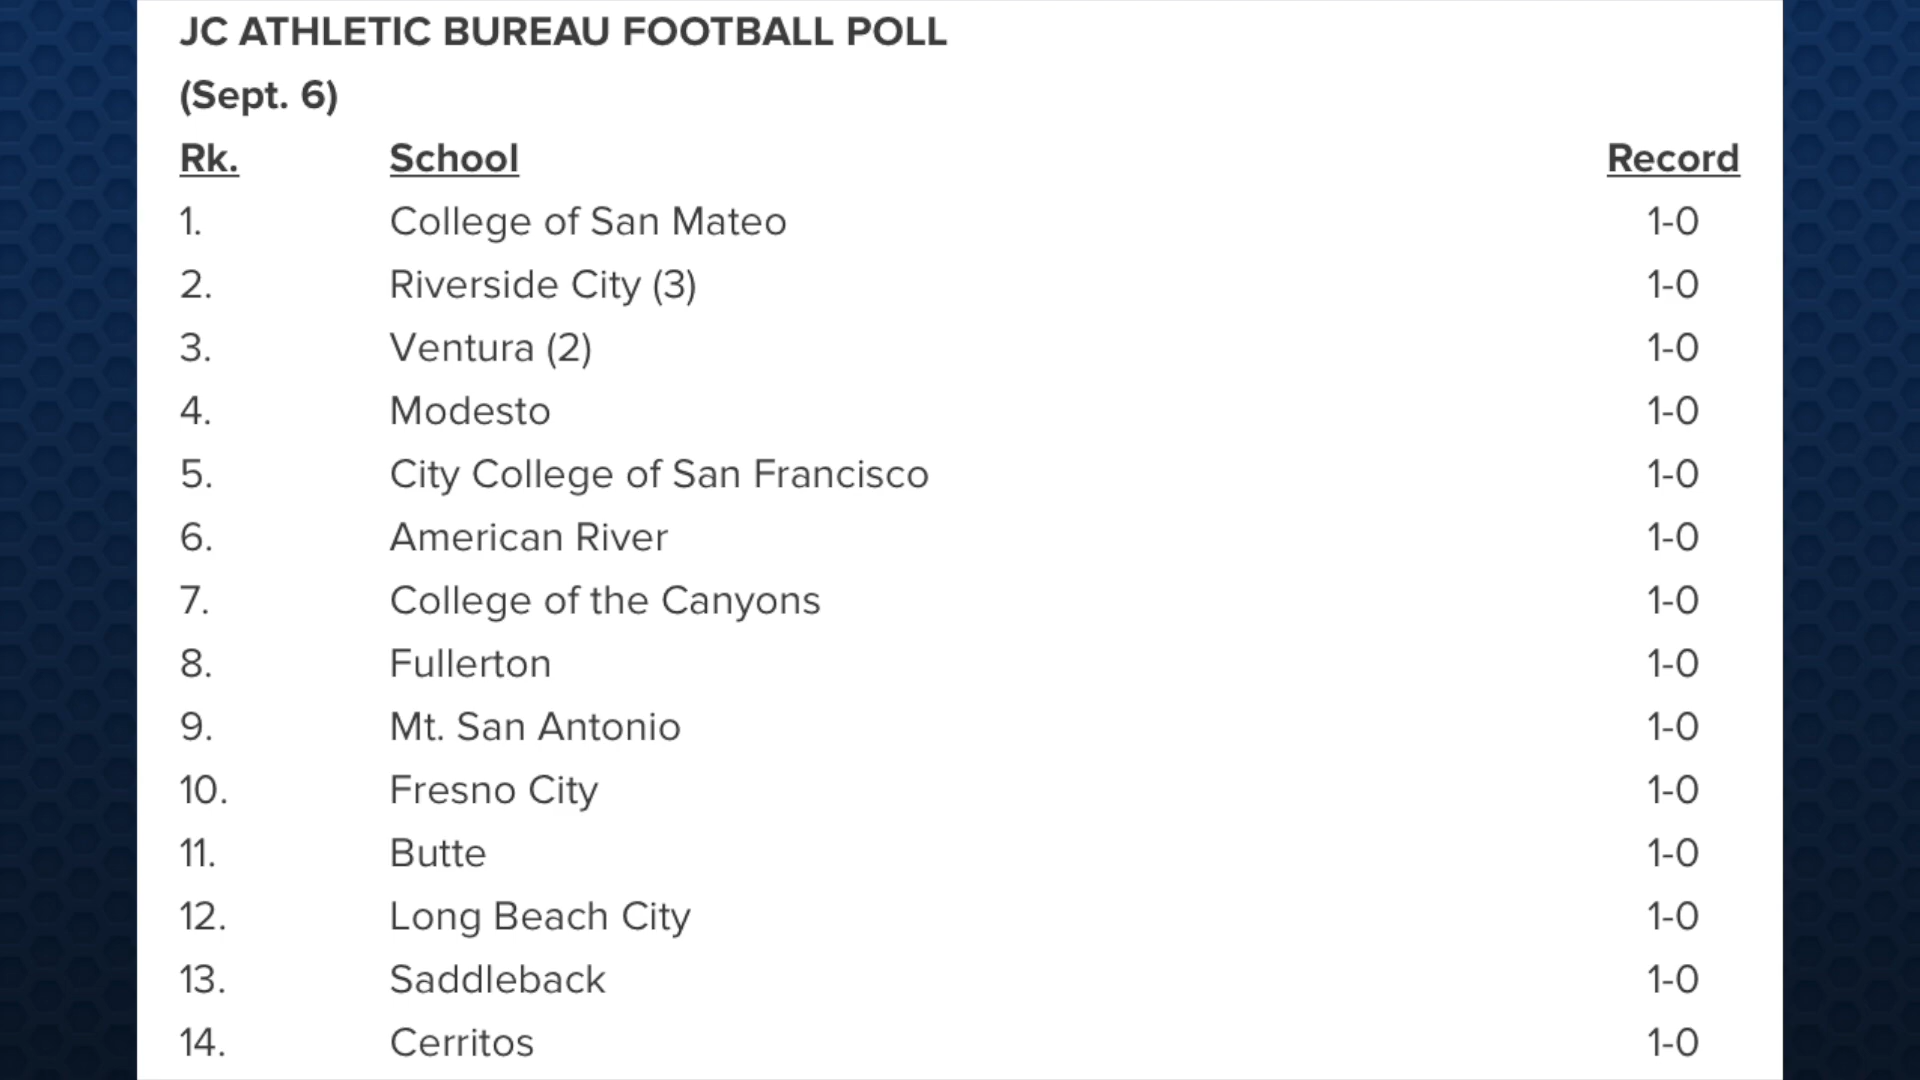 JC ATHLETIC BUREAU FOOTBALL POLL
(Sept. 6)
Rk. School Record
1. College of San Mateo 1-0
2. Riverside City (3) 1-0
3. Ventura (2) 1-0
4. Modesto 1-0
5. City College of San Francisco 1-0
6. American River 1-0
7. College of the Canyons 1-0
8. Fullerton 1-0
9. Mt. San Antonio 1-0
10. Fresno City 1-0
11. Butte 1-0
12. Long Beach City 1-0
13. Saddleback 1-0
14. Cerritos 1-0